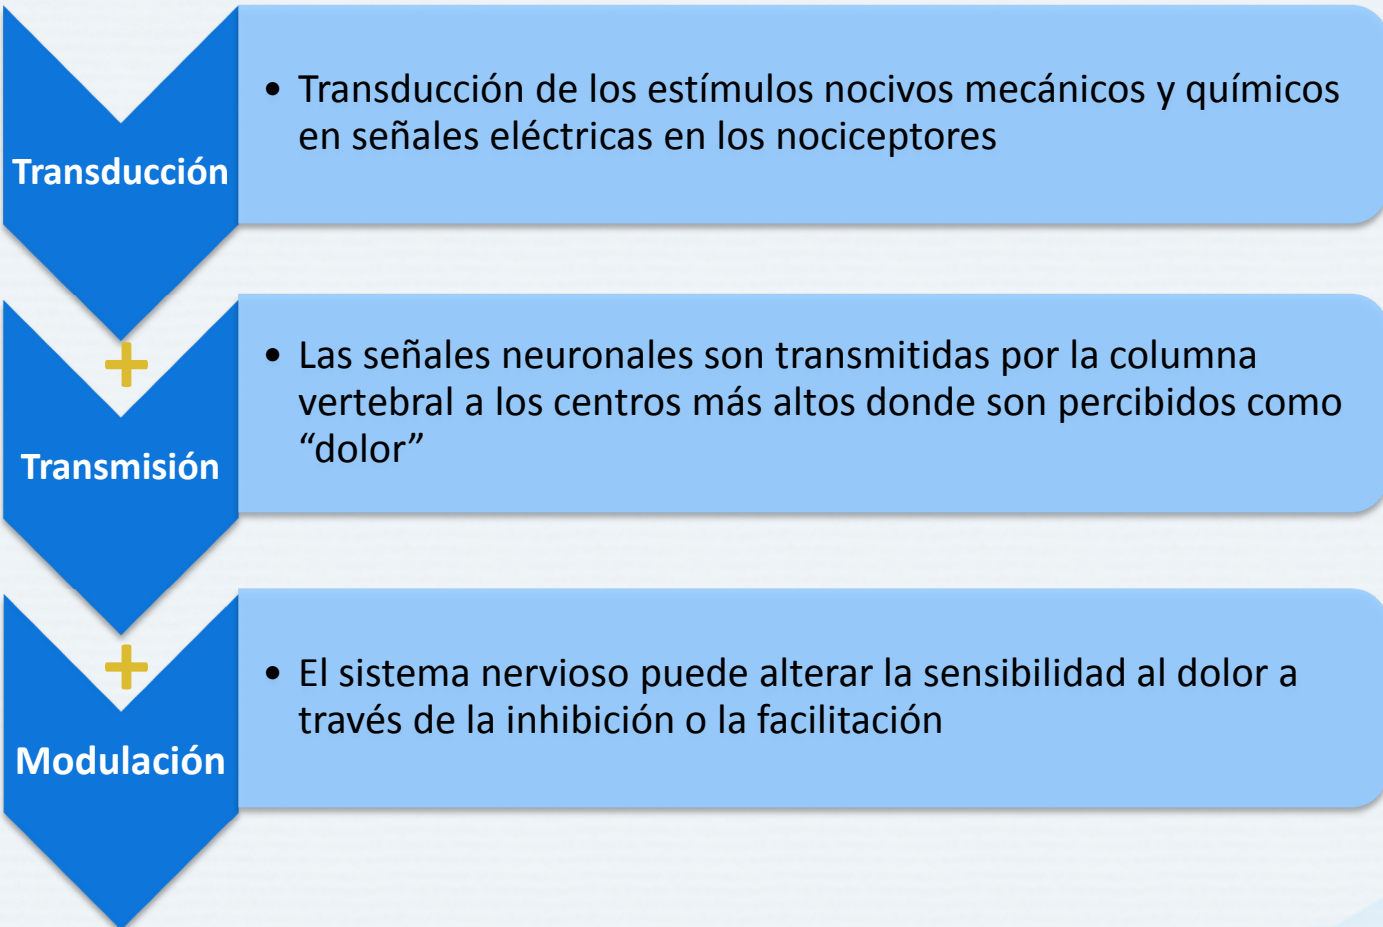 Transducción
• Transducción de los estímulos nocivos mecánicos y químicos
en señales eléctricas en los nociceptores
+
Transmisión
• Las señales neuronales son transmitidas por la columna
vertebral a los centros más altos donde son percibidos como
“dolor”
+
Modulación
• El sistema nervioso puede alterar la sensibilidad al dolor a
través de la inhibición o la facilitación